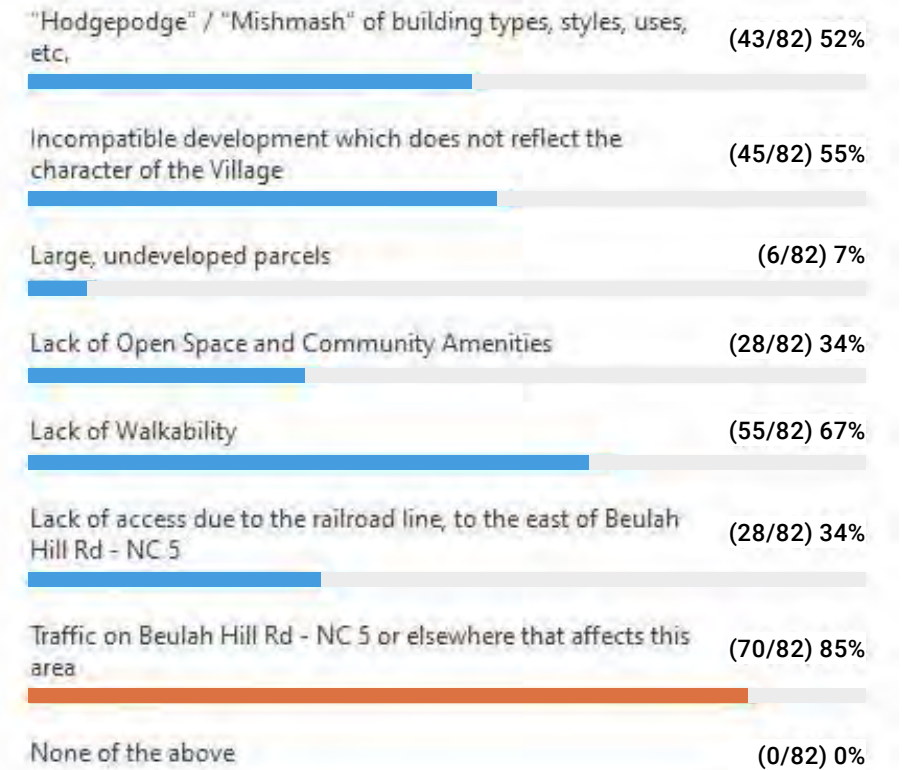 "Hodgepodge" / "Mishmash" of building types, styles, uses,
etc.
(43/82) 52%
Incompatible development which does not reflect the
character of the Village
(45/82) 55%
Large, undeveloped parcels
(6/82) 7%
Lack of Open Space and Community Amenities
(28/82) 34%
Lack of Walkability
(55/82) 67%
Lack of access due to the railroad line, to the east of Beulah
Hill Rd - NC 5
(28/82) 34%
Traffic on Beulah Hill Rd - NC 5 or elsewhere that affects this
area
(70/82) 85%
None of the above
(0/82) 0%